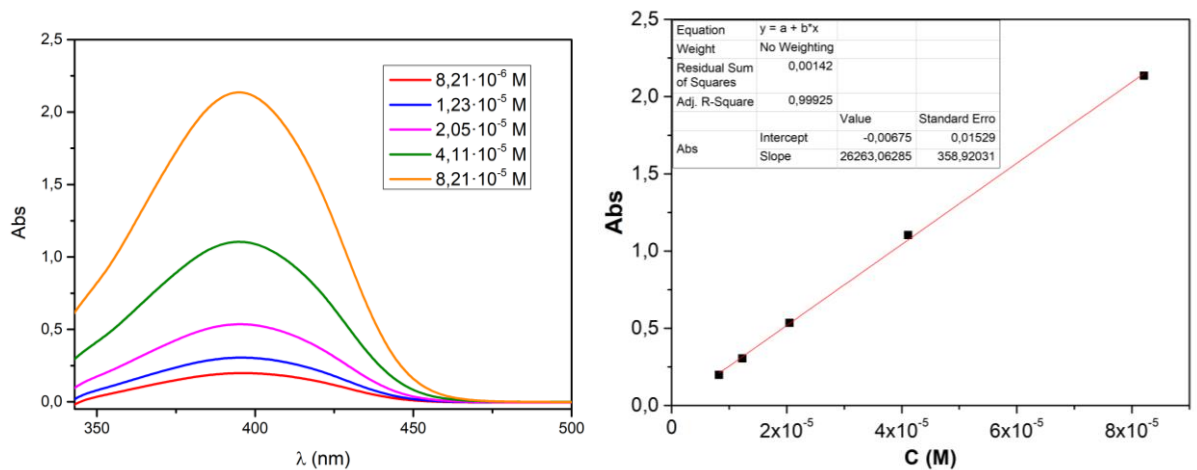 2,5
2,0
1,5
1,0
0,5
0,0
Abs
350
400
450
500
λ (nm)
8,21·10⁻⁶ M
1,23·10⁻⁵ M
2,05·10⁻⁵ M
4,11·10⁻⁵ M
8,21·10⁻⁵ M
2,5
2,0
1,5
1,0
0,5
0,0
Abs
0
2x10⁻⁵
4x10⁻⁵
6x10⁻⁵
8x10⁻⁵
C (M)
Equation y = a + b*x
Weight No Weighting
Residual Sum of Squares 0,00142
Adj. R-Square 0,99925
Value Standard Erro
Abs Intercept -0,00675 0,01529
Slope 26263,06285 358,92031